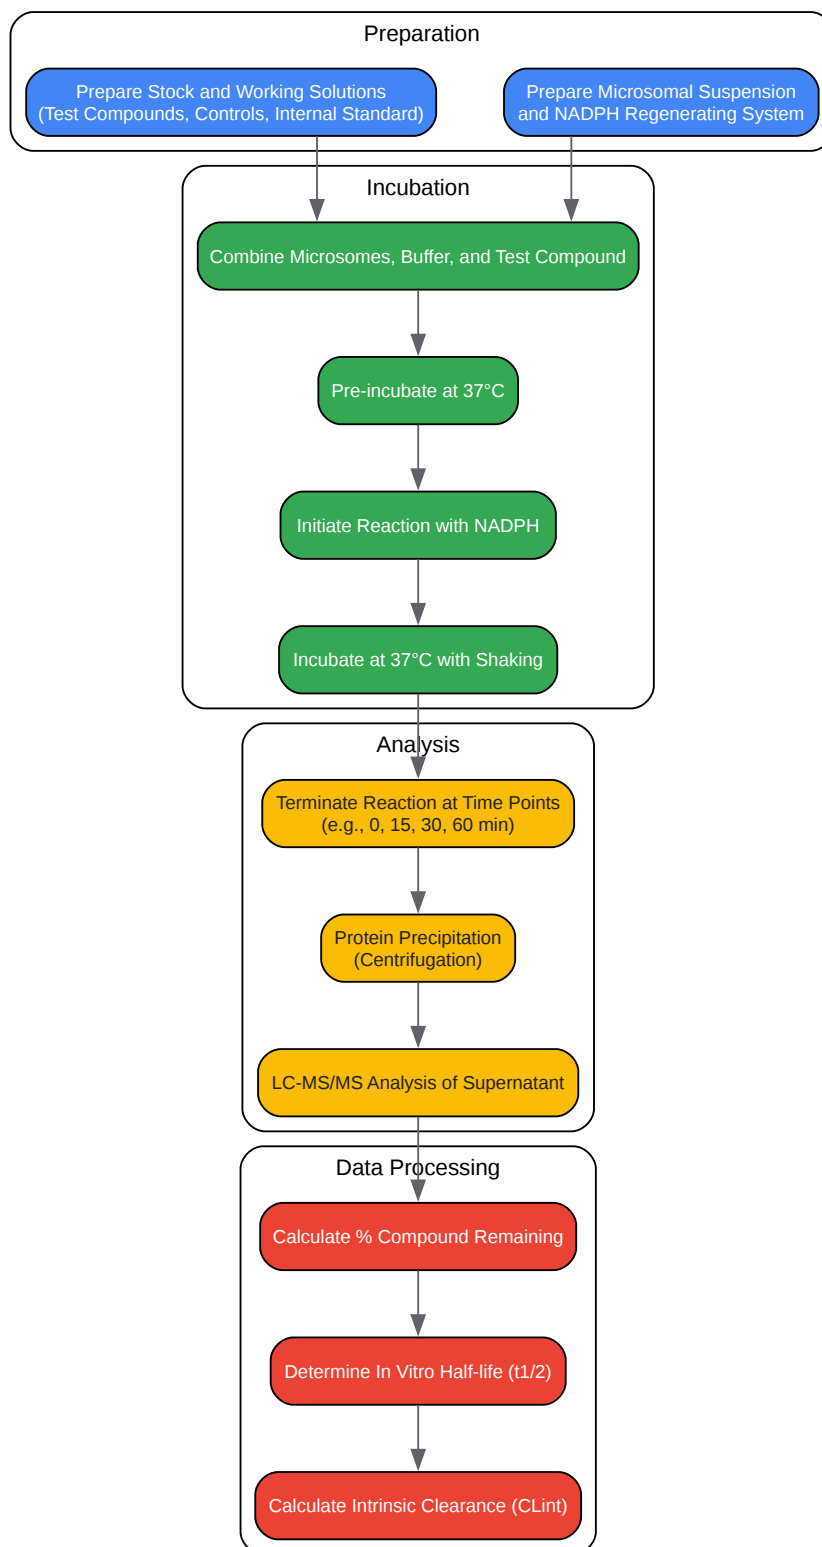 Preparation
Prepare Stock and Working Solutions
(Test Compounds, Controls, Internal Standard)
Prepare Microsomal Suspension
and NADPH Regenerating System
Incubation
Combine Microsomes, Buffer, and Test Compound
Pre-incubate at 37°C
Initiate Reaction with NADPH
Incubate at 37°C with Shaking
Analysis
Terminate Reaction at Time Points
(e.g., 0, 15, 30, 60 min)
Protein Precipitation
(Centrifugation)
LC-MS/MS Analysis of Supernatant
Data Processing
Calculate % Compound Remaining
Determine In Vitro Half-life (t1/2)
Calculate Intrinsic Clearance (CLint)